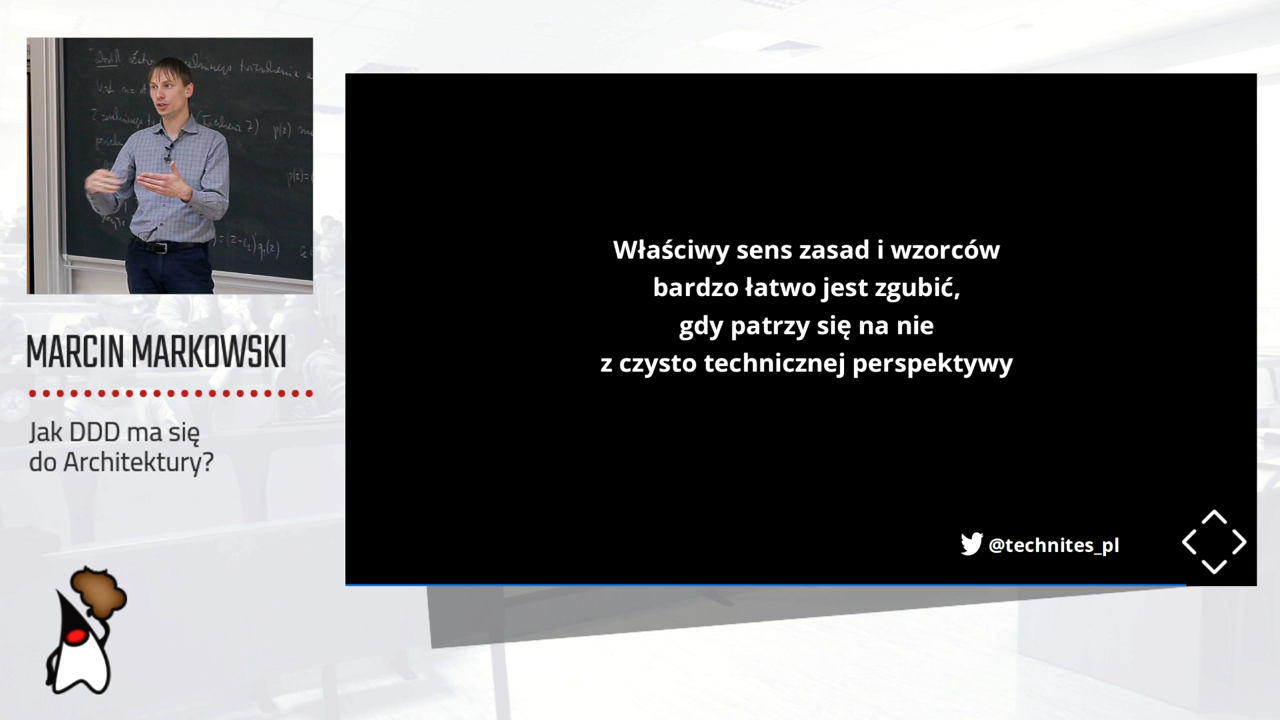 MARCIN MARKOWSKI
Jak DDD ma się
do Architektury?
Właściwy sens zasad i wzorców
bardzo łatwo jest zgubić,
gdy patrzy się na nie
z czysto technicznej perspektywy
@technites_pl